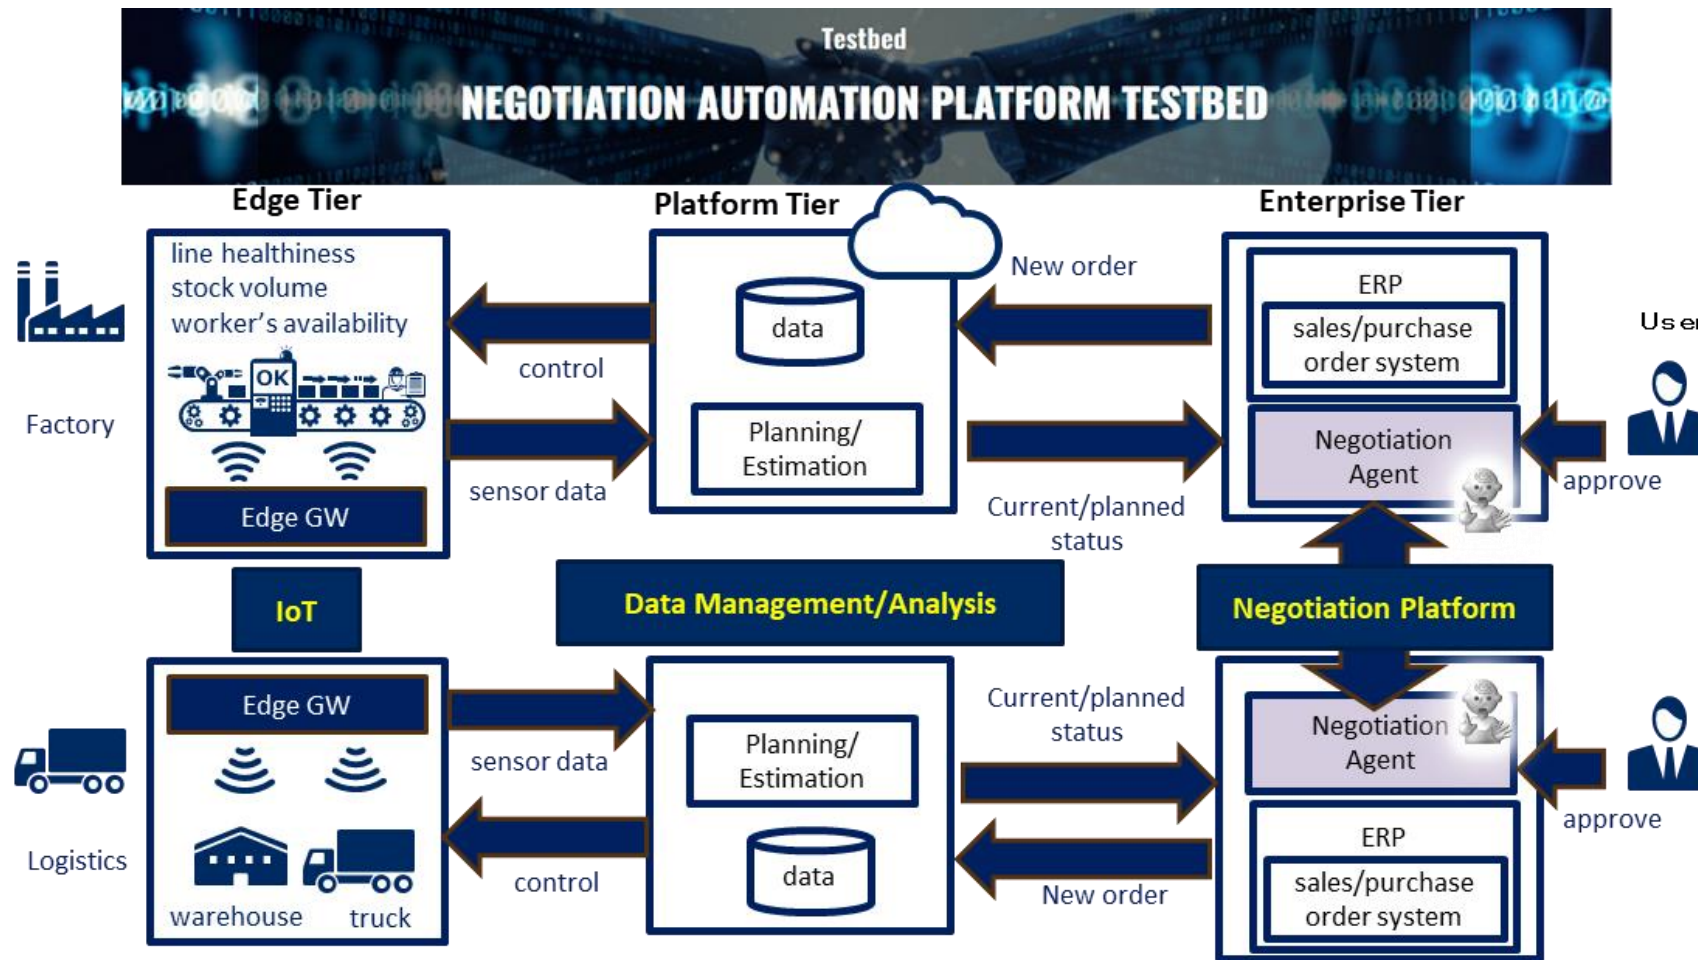 Testbed
NEGOTIATION AUTOMATION PLATFORM TESTBED
Edge Tier
Platform Tier
Enterprise Tier
line healthiness
stock volume
worker's availability
OK
Edge GW
Factory
control
sensor data
data
Planning/
Estimation
New order
Current/planned
status
ERP
sales/purchase
order system
Negotiation
Agent
User
approve
IoT
Data Management/Analysis
Negotiation Platform
Logistics
Edge GW
warehouse
truck
sensor data
control
Planning/
Estimation
data
Current/planned
status
New order
Negotiation
Agent
ERP
sales/purchase
order system
approve